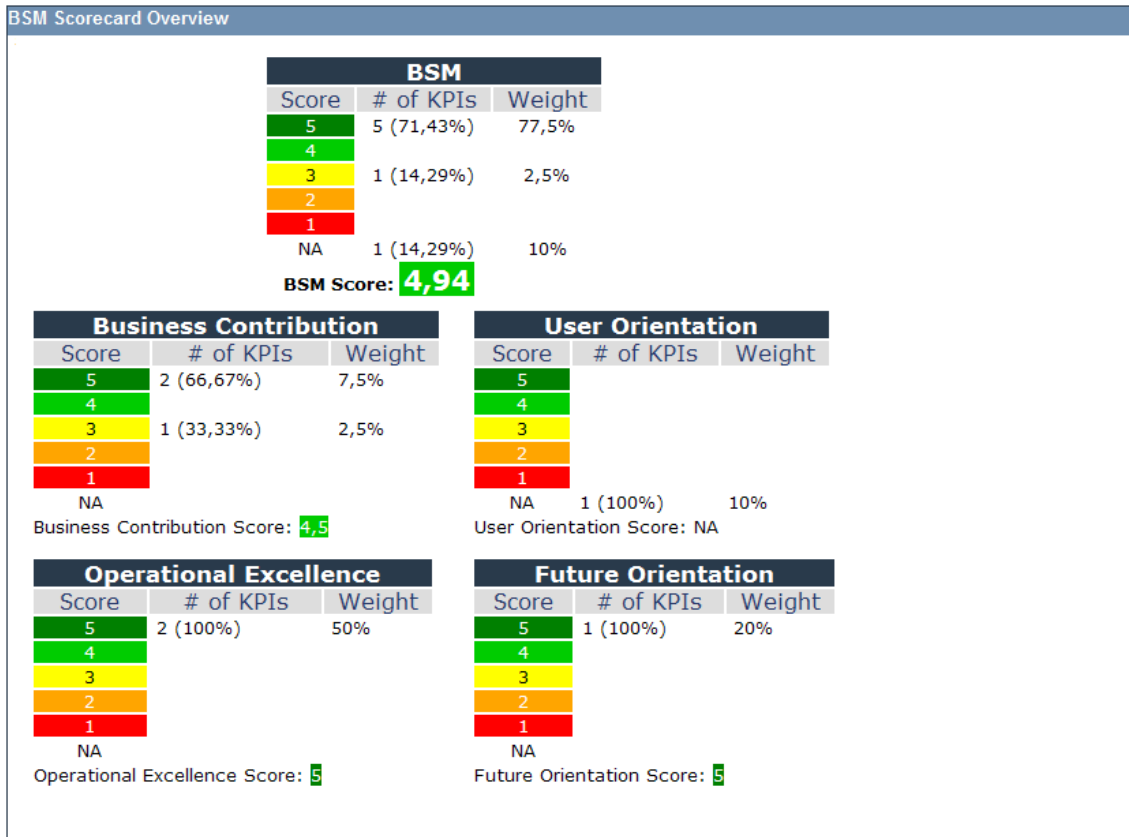 BSM Scorecard Overview
BSM
Score # of KPIs Weight
5 5 (71,43%) 77,5%
4
3 1 (14,29%) 2,5%
2
1
NA 1 (14,29%) 10%
BSM Score: 4,94
Business Contribution
Score # of KPIs Weight
5 2 (66,67%) 7,5%
4
3 1 (33,33%) 2,5%
2
1
NA
Business Contribution Score: 4,5
User Orientation
Score # of KPIs Weight
5
4
3
2
1
NA 1 (100%) 10%
User Orientation Score: NA
Operational Excellence
Score # of KPIs Weight
5 2 (100%) 50%
4
3
2
1
NA
Operational Excellence Score: 5
Future Orientation
Score # of KPIs Weight
5 1 (100%) 20%
4
3
2
1
NA
Future Orientation Score: 5